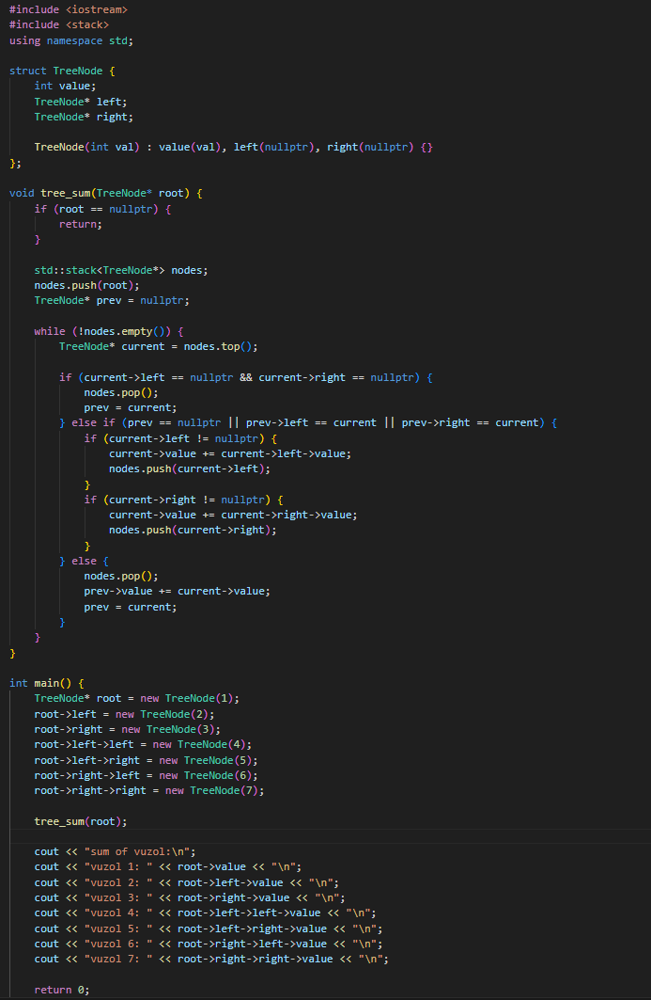 #include <iostream>
#include <stack>
using namespace std;

struct TreeNode {
    int value;
    TreeNode* left;
    TreeNode* right;

    TreeNode(int val) : value(val), left(nullptr), right(nullptr) {}
};

void tree_sum(TreeNode* root) {
    if (root == nullptr) {
        return;
    }

    std::stack<TreeNode*> nodes;
    nodes.push(root);
    TreeNode* prev = nullptr;

    while (!nodes.empty()) {
        TreeNode* current = nodes.top();

        if (current->left == nullptr && current->right == nullptr) {
            nodes.pop();
            prev = current;
        } else if (prev == nullptr || prev->left == current || prev->right == current) {
            if (current->left != nullptr) {
                current->value += current->left->value;
                nodes.push(current->left);
            }
            if (current->right != nullptr) {
                current->value += current->right->value;
                nodes.push(current->right);
            }
        } else {
            nodes.pop();
            prev->value += current->value;
            prev = current;
        }
    }
}

int main() {
    TreeNode* root = new TreeNode(1);
    root->left = new TreeNode(2);
    root->right = new TreeNode(3);
    root->left->left = new TreeNode(4);
    root->left->right = new TreeNode(5);
    root->right->left = new TreeNode(6);
    root->right->right = new TreeNode(7);

    tree_sum(root);

    cout << "sum of vuzol:\n";
    cout << "vuzol 1: " << root->value << "\n";
    cout << "vuzol 2: " << root->left->value << "\n";
    cout << "vuzol 3: " << root->right->value << "\n";
    cout << "vuzol 4: " << root->left->left->value << "\n";
    cout << "vuzol 5: " << root->left->right->value << "\n";
    cout << "vuzol 6: " << root->right->left->value << "\n";
    cout << "vuzol 7: " << root->right->right->value << "\n";

    return 0;